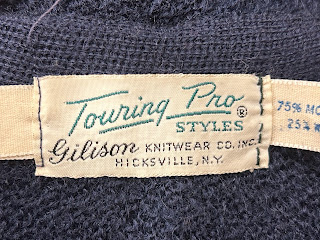 Touring Pro ®
STYLES
Gilison KNITWEAR CO. INC.
HICKSVILLE, N.Y.
75% MO
25%